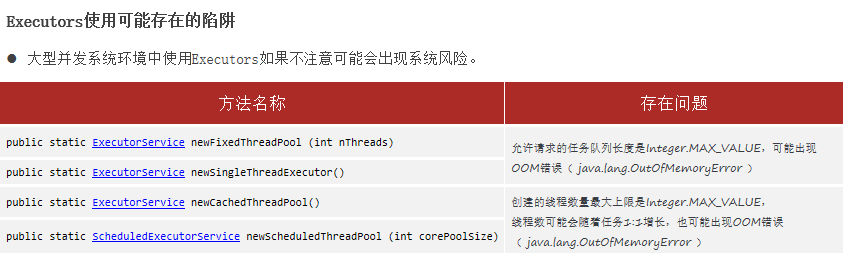 Executors使用可能存在的陷阱
● 大型并发系统环境中使用Executors如果不注意可能会出现系统风险。
方法名称 存在问题
public static ExecutorService newFixedThreadPool (int nThreads)
public static ExecutorService newSingleThreadExecutor()
允许请求的任务队列长度是Integer.MAX_VALUE，可能出现
OOM错误（ java.lang.OutOfMemoryError ）
public static ExecutorService newCachedThreadPool()
public static ScheduledExecutorService newScheduledThreadPool (int corePoolSize)
创建的线程数量最大上限是Integer.MAX_VALUE，
线程数可能会随着任务1:1增长，也可能出现OOM错误
（ java.lang.OutOfMemoryError ）